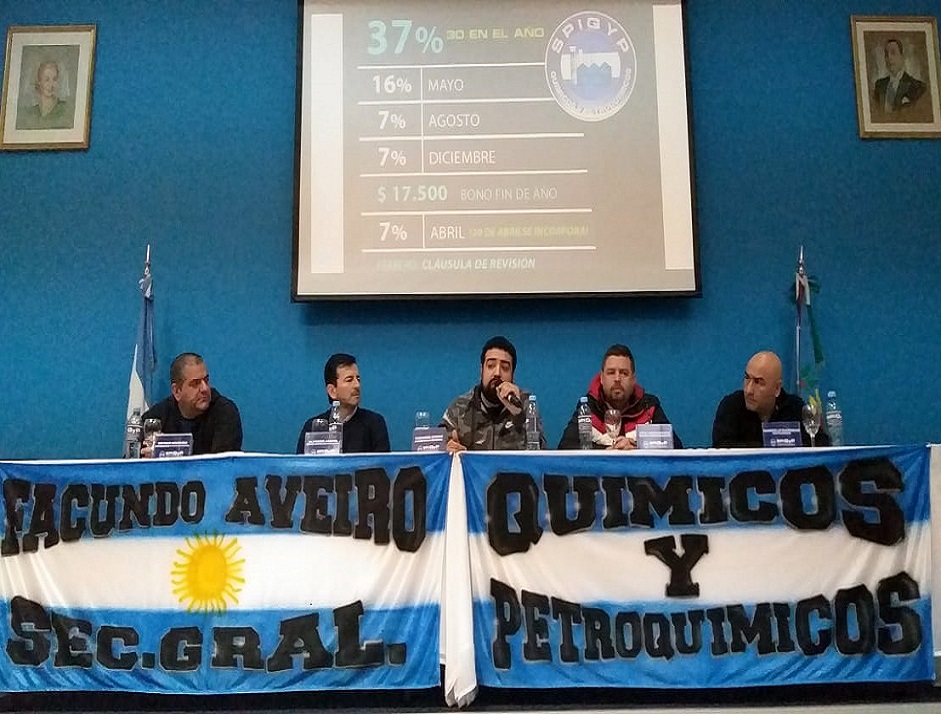 37% 30 EN EL AÑO
SPIGYP
16% MAYO
7% AGOSTO
7% DICIEMBRE
$ 17.500 BONO FIN DE AÑO
7% ABRIL
CLÁUSULA DE REVISIÓN
FACUNDO AVEIRO
SEC.GRAL.
QUIMICOS
Y
PETROQUIMICOS